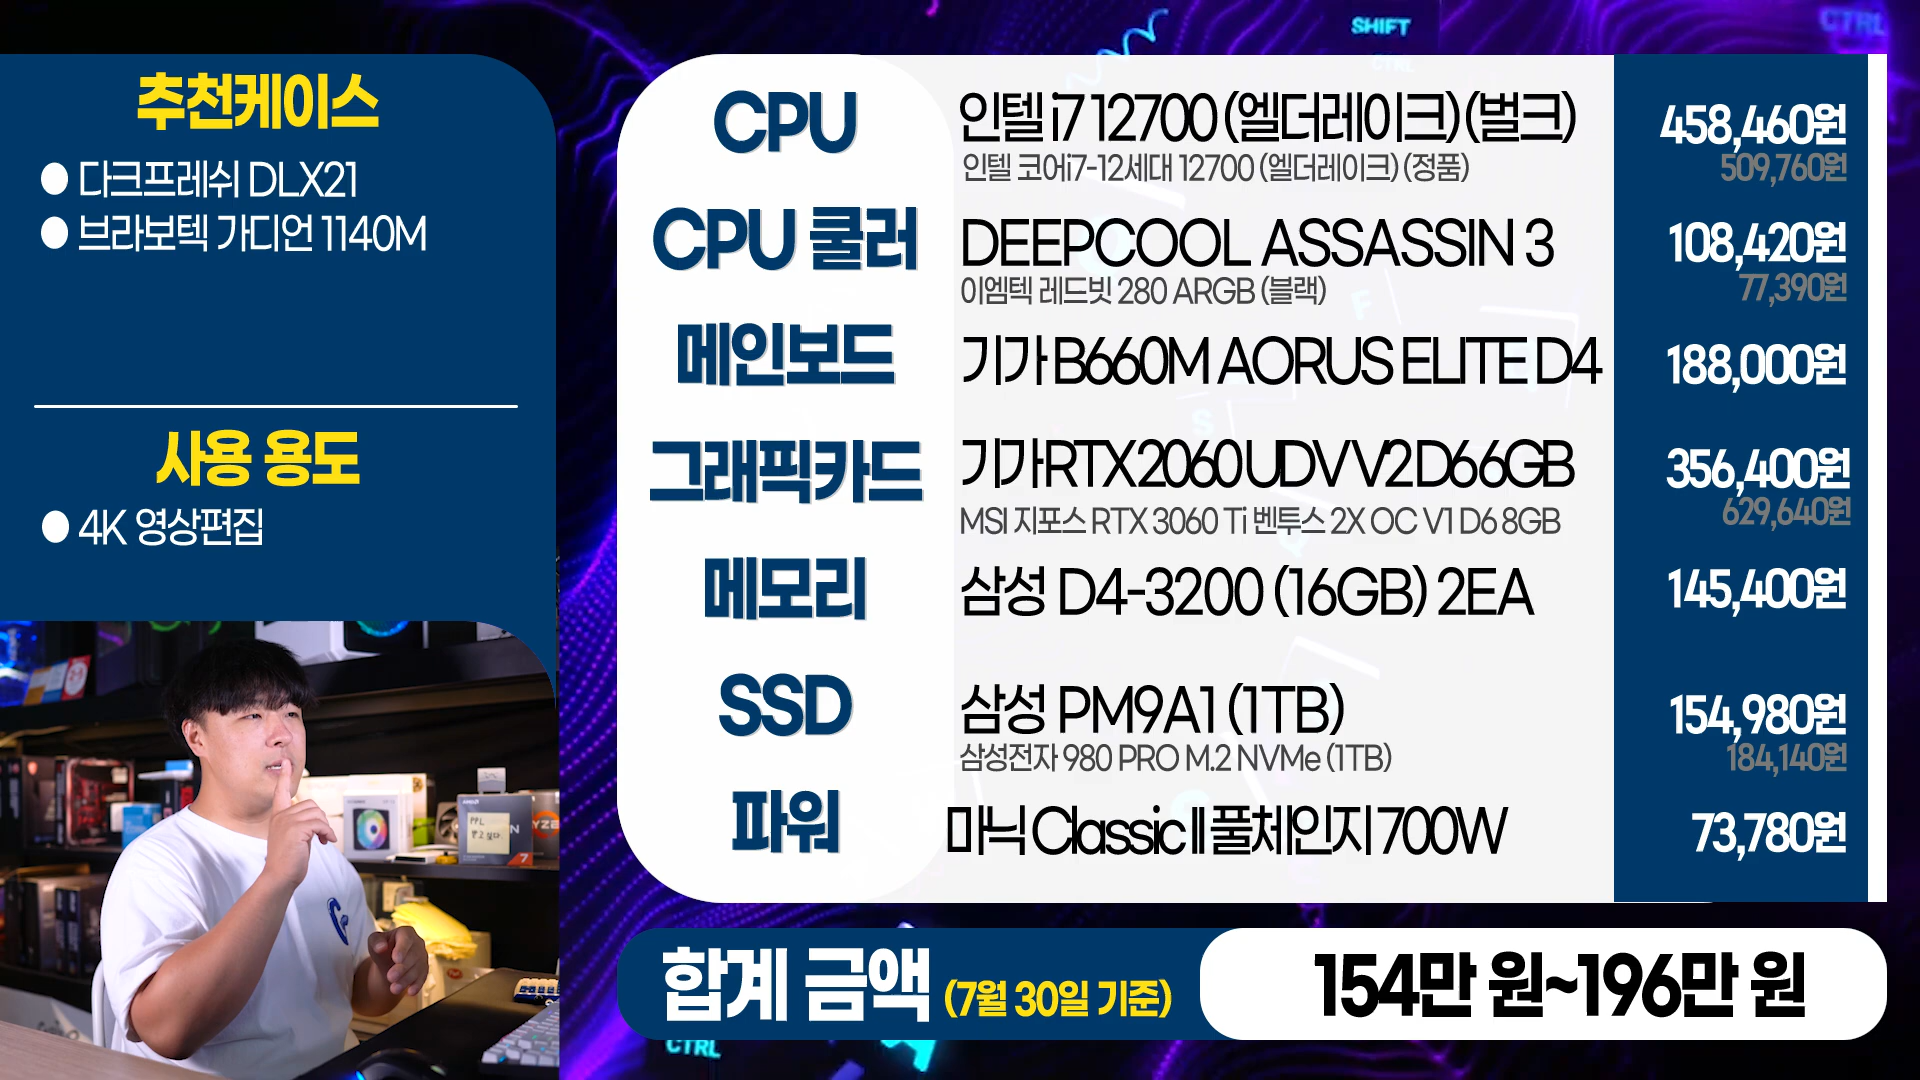 SHIFT
CTRL
CTRL
추천케이스
● 다크프레쉬 DLX21
● 브라보텍 가디언 1140M
사용 용도
● 4K 영상편집
CPU
인텔 i7 12700 (엘더레이크) (벌크)
458,460원
인텔 코어i7-12세대 12700 (엘더레이크) (정품)
509,760원
CPU 쿨러
DEEPCOOL ASSASSIN 3
108,420원
이엠텍 레드빗 280 ARGB (블랙)
77,390원
메인보드
기가 B660M AORUS ELITE D4
188,000원
그래픽카드
기가 RTX 2060 UDV V2 D6 6GB
356,400원
MSI 지포스 RTX 3060 Ti 벤투스 2X OC V1 D6 8GB
629,640원
메모리
삼성 D4-3200 (16GB) 2EA
145,400원
SSD
삼성 PM9A1 (1TB)
154,980원
삼성전자 980 PRO M.2 NVMe (1TB)
184,140원
파워
마닉 Classic II 풀체인지 700W
73,780원
합계 금액 (7월 30일 기준)
154만 원~196만 원
CTRL
PPL
받고 싶다
7